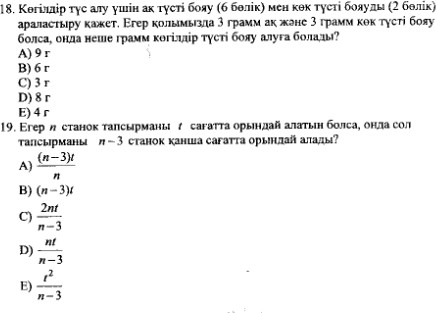 18. Көгілдір түс алу үшін ақ түсті бояу (6 бөлік) мен көк түсті бояуды (2 бөлік)
араластыру қажет. Егер қолымызда 3 грамм ақ және 3 грамм көк түсті бояу
болса, онда неше грамм көгілдір түсті бояу алуға болады?
A) 9 г
B) 6 г
C) 3 г
D) 8 г
E) 4 г
19. Егер n станок тапсырманы t сағатта орындай алатын болса, онда сол
тапсырманы n − 3 станок қанша сағатта орындай алады?
A) (n−3)t / n
B) (n−3)t
C) 2nt / n−3
D) nt / n−3
E) t² / n−3